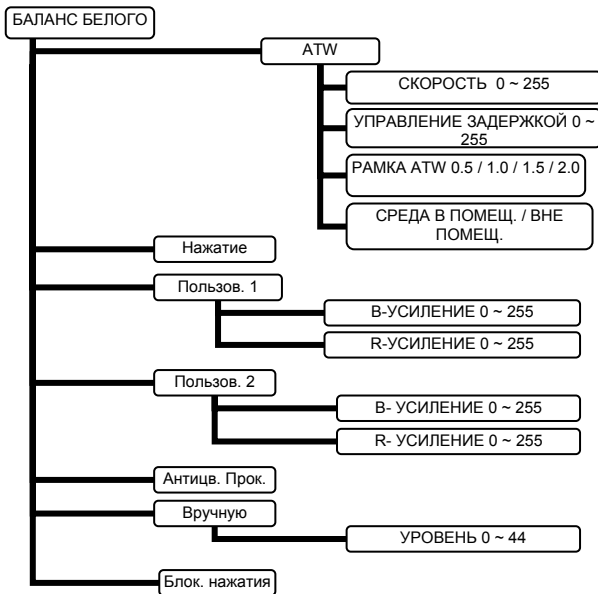 БАЛАНС БЕЛОГО
ATW
СКОРОСТЬ 0 ~ 255
УПРАВЛЕНИЕ ЗАДЕРЖКОЙ 0 ~
255
РАМКА ATW 0.5 / 1.0 / 1.5 / 2.0
СРЕДА В ПОМЕЩ. / ВНЕ
ПОМЕЩ.
Нажатие
Пользов. 1
В-УСИЛЕНИЕ 0 ~ 255
R-УСИЛЕНИЕ 0 ~ 255
Пользов. 2
В- УСИЛЕНИЕ 0 ~ 255
R- УСИЛЕНИЕ 0 ~ 255
Антицв. Прок.
Вручную
УРОВЕНЬ 0 ~ 44
Блок. нажатия